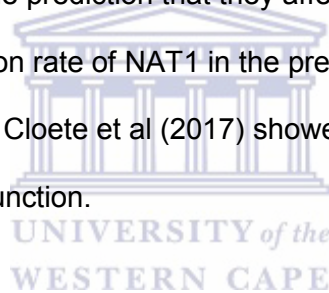 prediction that they affe
on rate of NAT1 in the pre
Cloete et al (2017) showe
unction.
UNIVERSITY of the
WESTERN CAPE